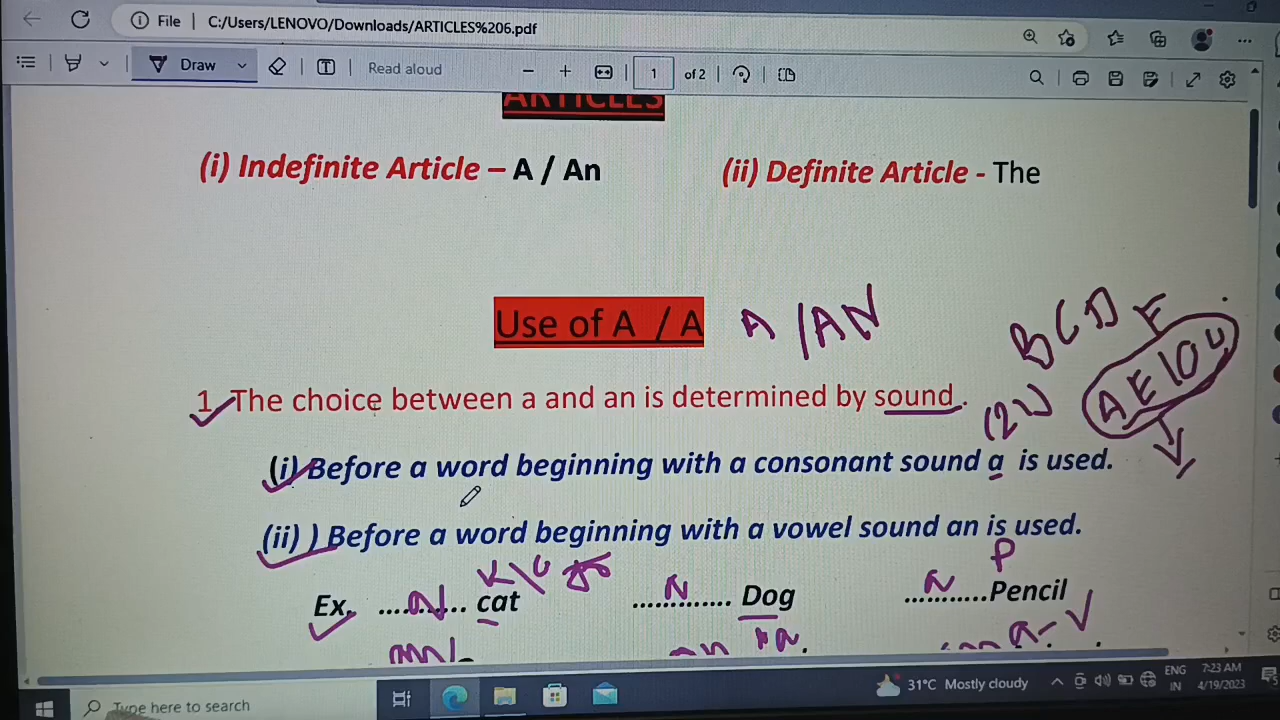 File | C:/Users/LENOVO/Downloads/ARTICLES%206.pdf
Draw Read aloud 1 of 2
ARTICLES
(i) Indefinite Article – A / An (ii) Definite Article - The
Use of A / A A / AN
B C D F
A E I O U
1 The choice between a and an is determined by sound .
(i) Before a word beginning with a consonant sound a is used.
(ii) ) Before a word beginning with a vowel sound an is used.
P
Ex. ........... cat ............. Dog ...........Pencil
31°C Mostly cloudy ENG 7:23 AM
Type here to search IN 4/19/2023